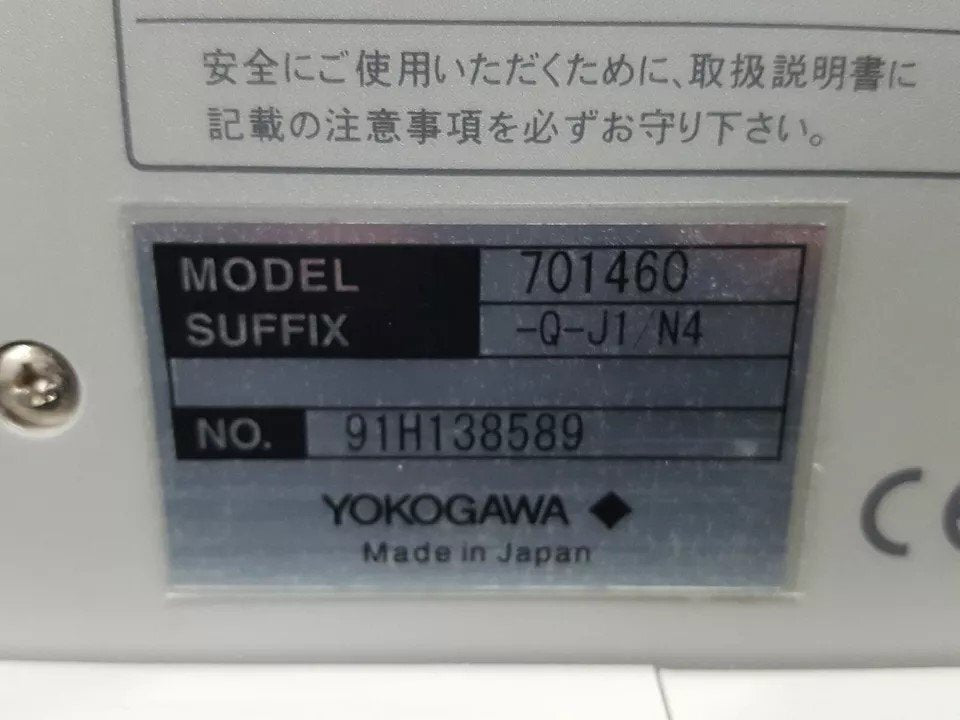 安全にご使用いただくために、取扱説明書に
記載の注意事項を必ずお守り下さい。
MODEL 701460
SUFFIX -Q-J1/N4
NO. 91H138589
YOKOGAWA
Made in Japan
CE